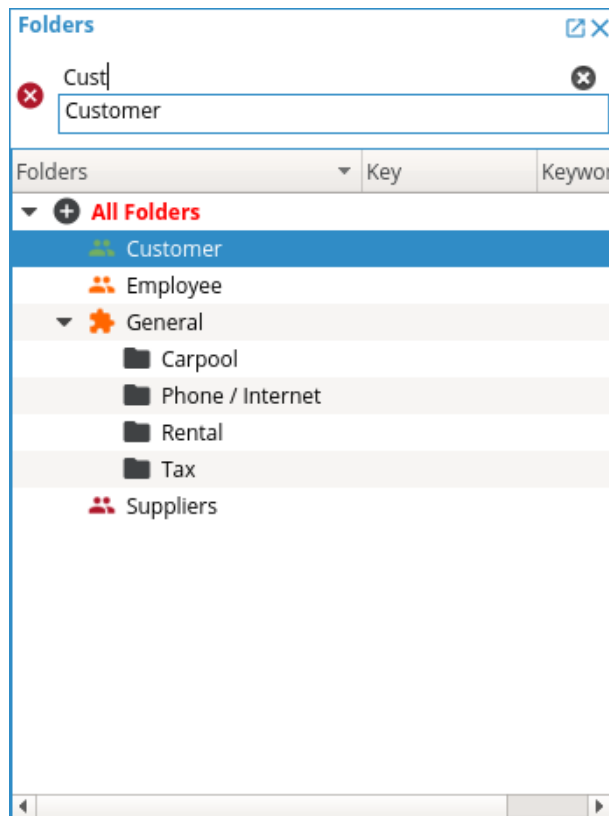 Folders
Cust
Customer
Folders Key Keywor
All Folders
Customer
Employee
General
Carpool
Phone / Internet
Rental
Tax
Suppliers